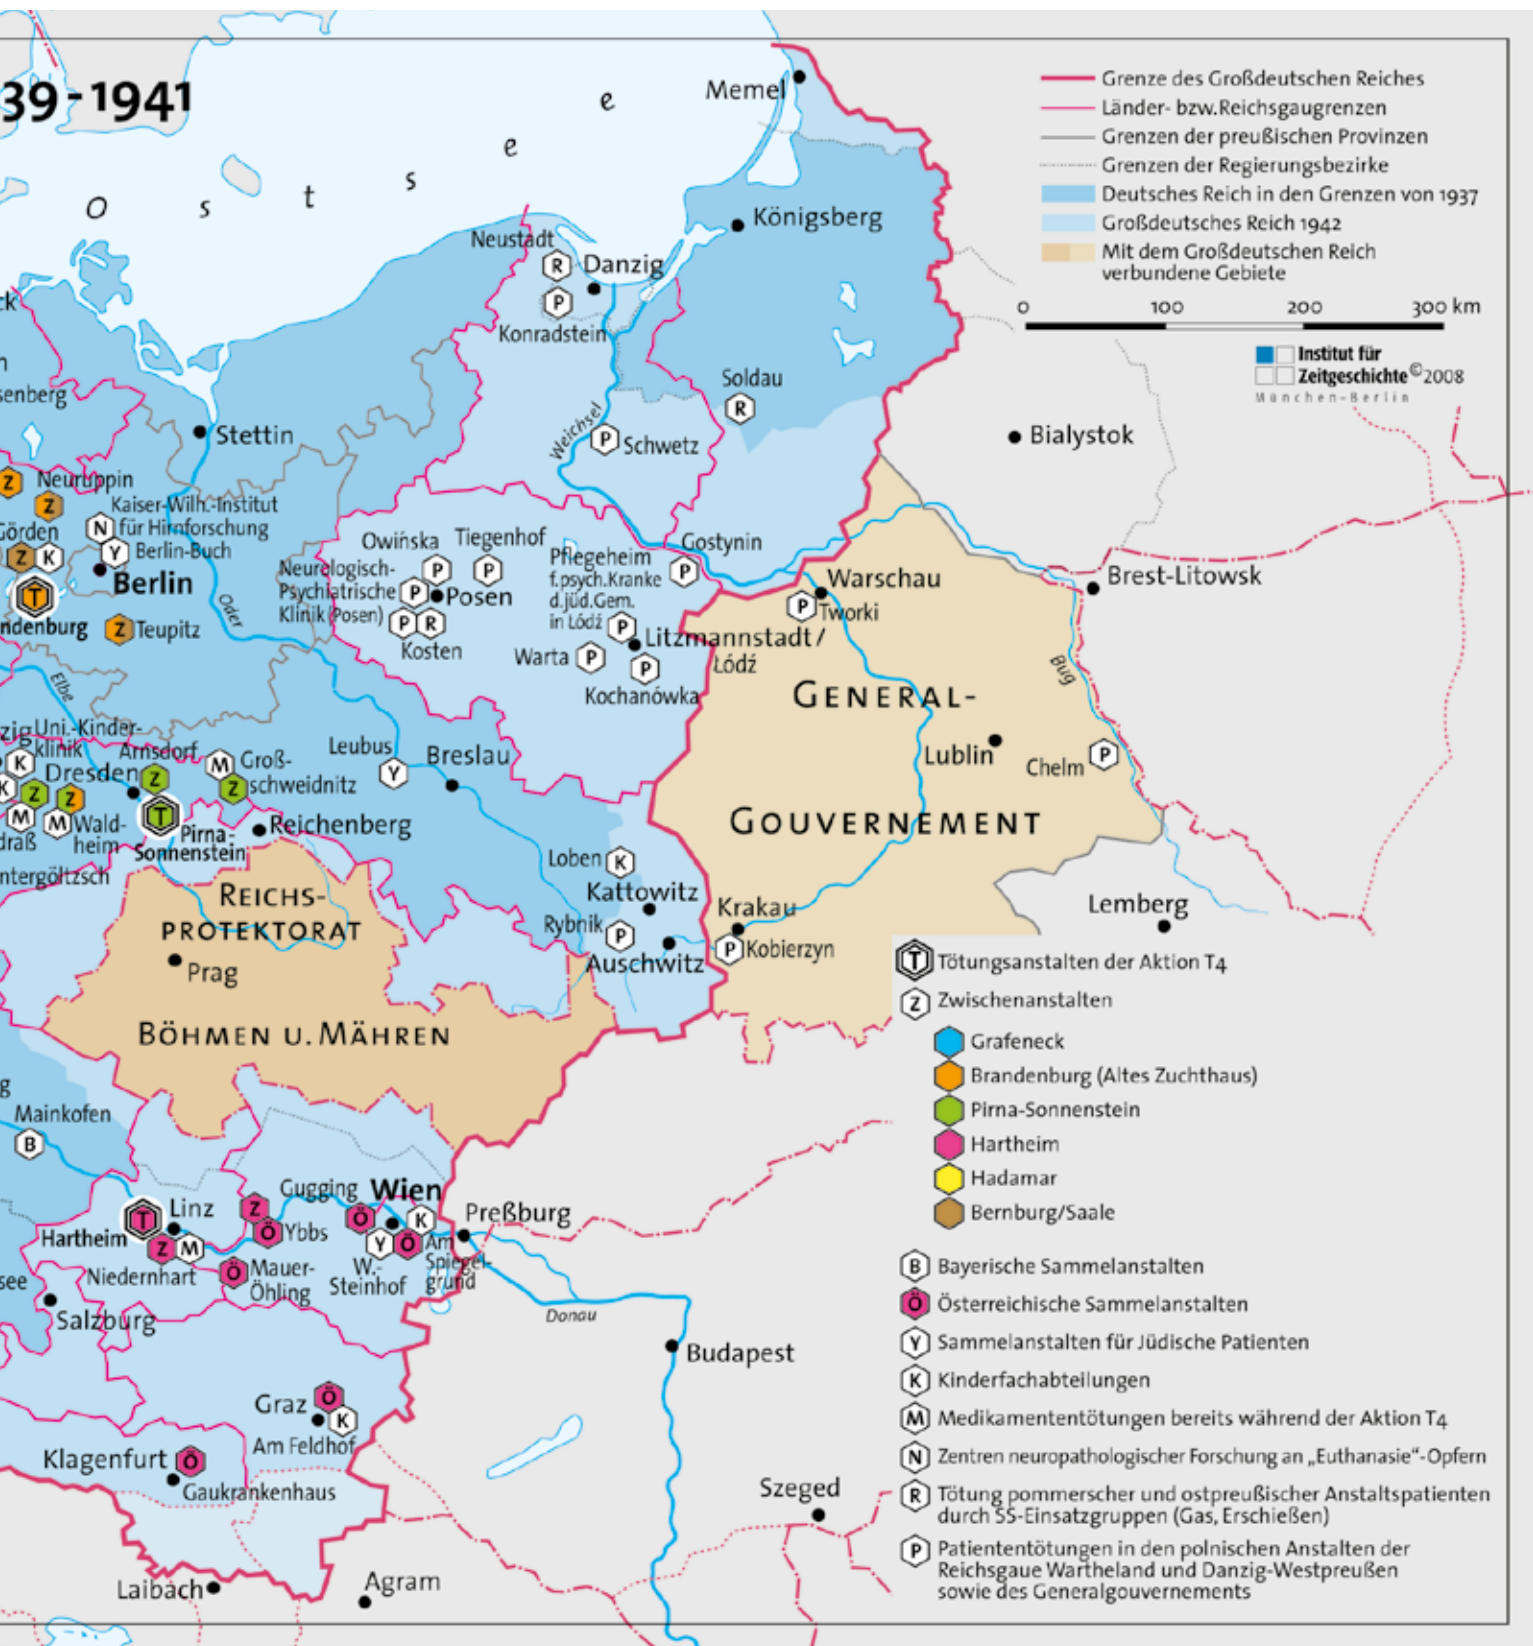 39-1941
O s t s e e
Memel
Königsberg
Neustadt
R
Danzig
P
Konradstein
Soldau
R
Weichsel
P
Schwetz
Stettin
senberg
Z
Neuruppin
Z
Görden
Z
K
Kaiser-Wilh.-Institut
N
für Hirnforschung
Y
Berlin-Buch
Berlin
T
ndenburg
Z
Teupitz
Oder
Elbe
Owińska
P
Tiegenhof
P
Neurologisch-
Psychiatrische
Klinik (Posen)
P
Posen
P
R
Kosten
Pflegeheim
f.psych.Kranke
d.jüd.Gem.
in Łódź
P
Gostynin
P
Warta
P
Litzmannstadt/
Łódź
P
Kochanówka
Warschau
P
Tworki
Bialystok
Brest-Litowsk
Bug
GENERAL-
GOUVERNEMENT
Lublin
Chelm
P
Lemberg
zig
Uni.-Kinder-
klinik
K
K
Arnsdorf
Z
Dresden
Z
Z
M
draß
M
Wald-
heim
M
Groß-
schweidnitz
Z
T
Pirna-
Sonnenstein
ntergöltzsch
Reichenberg
Leubus
Y
Breslau
Loben
K
Kattowitz
Rybnik
P
Auschwitz
Krakau
P
Kobierzyn
REICHS-
PROTEKTORAT
Prag
BÖHMEN U. MÄHREN
Mainkofen
B
Linz
T
Hartheim
Z
M
Niedernhart
Z
Ö
Ybbs
Ö
Mauer-
Öhling
Gugging
Ö
Wien
K
Y
Ö
W.-
Steinhof
Am
Spiegel-
grund
Preßburg
Donau
Budapest
see
Salzburg
Graz
Ö
K
Am Feldhof
Klagenfurt
Ö
Gaukrankenhaus
Laibach
Agram
Szeged
Grenze des Großdeutschen Reiches
Länder- bzw.Reichsgaugrenzen
Grenzen der preußischen Provinzen
Grenzen der Regierungsbezirke
Deutsches Reich in den Grenzen von 1937
Großdeutsches Reich 1942
Mit dem Großdeutschen Reich
verbundene Gebiete
0 100 200 300 km
Institut für
Zeitgeschichte © 2008
München-Berlin
T Tötungsanstalten der Aktion T4
Z Zwischenanstalten
Grafeneck
Brandenburg (Altes Zuchthaus)
Pirna-Sonnenstein
Hartheim
Hadamar
Bernburg/Saale
B Bayerische Sammelanstalten
Ö Österreichische Sammelanstalten
Y Sammelanstalten für Jüdische Patienten
K Kinderfachabteilungen
M Medikamententötungen bereits während der Aktion T4
N Zentren neuropathologischer Forschung an „Euthanasie“-Opfern
R Tötung pommerscher und ostpreußischer Anstaltspatienten
durch SS-Einsatzgruppen (Gas, Erschießen)
P Patiententötungen in den polnischen Anstalten der
Reichsgaue Wartheland und Danzig-Westpreußen
sowie des Generalgouvernements